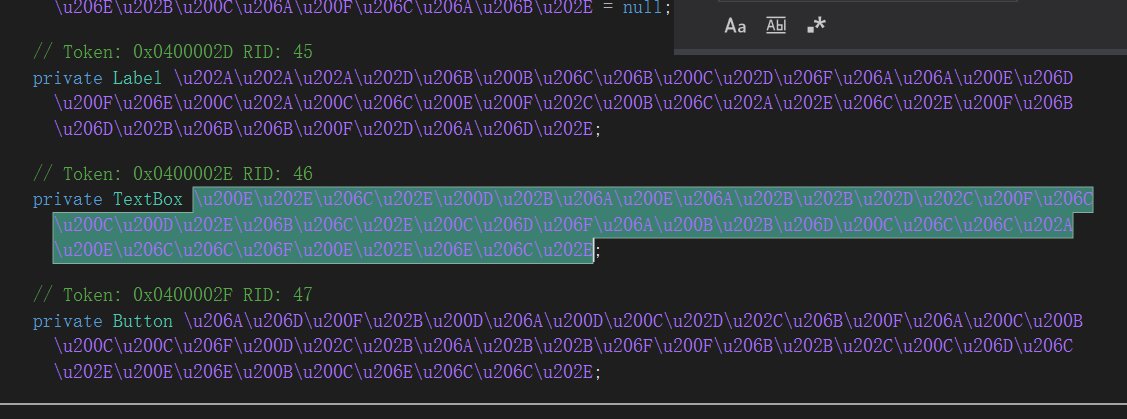 \u206E\u202B\u200C\u206A\u200F\u206C\u206A\u206B\u202E = null;
Aa Abl .*
// Token: 0x0400002D RID: 45
private Label \u202A\u202A\u202A\u202D\u206B\u200B\u206C\u206B\u200C\u202D\u206F\u206A\u206A\u200E\u206D
\u200F\u206E\u200C\u202A\u200C\u206C\u200E\u200F\u202C\u200B\u206C\u202A\u202E\u206C\u202E\u200F\u206B
\u206D\u202B\u206B\u206B\u200F\u202D\u206A\u206D\u202E;
// Token: 0x0400002E RID: 46
private TextBox \u200E\u202E\u206C\u202E\u200D\u202B\u206A\u200E\u206A\u202B\u202B\u202D\u202C\u200F\u206C
\u200C\u200D\u202E\u206B\u206C\u202E\u200C\u206D\u206F\u206A\u200B\u202B\u206D\u200C\u206C\u206C\u202A
\u200E\u206C\u206C\u206F\u200E\u202E\u206E\u206C\u202E;
// Token: 0x0400002F RID: 47
private Button \u206A\u206D\u200F\u202B\u200D\u206A\u200D\u200C\u202D\u202C\u206B\u200F\u206A\u200C\u200B
\u200C\u200C\u206F\u200D\u202C\u202B\u206A\u202B\u202B\u206F\u200F\u206B\u202B\u202C\u200C\u206D\u206C
\u202E\u200E\u206E\u200B\u200C\u206E\u206C\u206C\u202E;